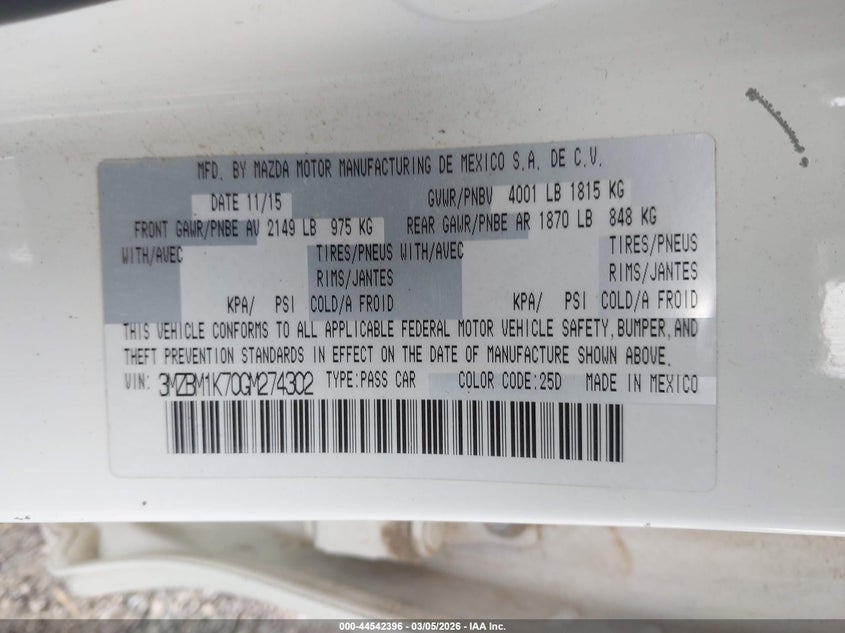 MFD. BY MAZDA MOTOR MANUFACTURING DE MEXICO S.A. DE C.V.
DATE 11/15 GVWR/PNBV 4001 LB 1815 KG
FRONT GAWR/PNBE AV 2149 LB 975 KG REAR GAWR/PNBE AR 1870 LB 848 KG
WITH/AVEC TIRES/PNEUS WITH/AVEC TIRES/PNEUS
RIMS/JANTES RIMS/JANTES
KPA/ PSI COLD/A FROID KPA/ PSI COLD/A FROID
THIS VEHICLE CONFORMS TO ALL APPLICABLE FEDERAL MOTOR VEHICLE SAFETY,BUMPER,AND
THEFT PREVENTION STANDARDS IN EFFECT ON THE DATE OF MANUFACTURE SHOWN ABOVE.
VIN: 3MZBM1K70GM274302 TYPE:PASS CAR COLOR CODE:25D MADE IN MEXICO
000-44542396 - 03/05/2026 - IAA Inc.